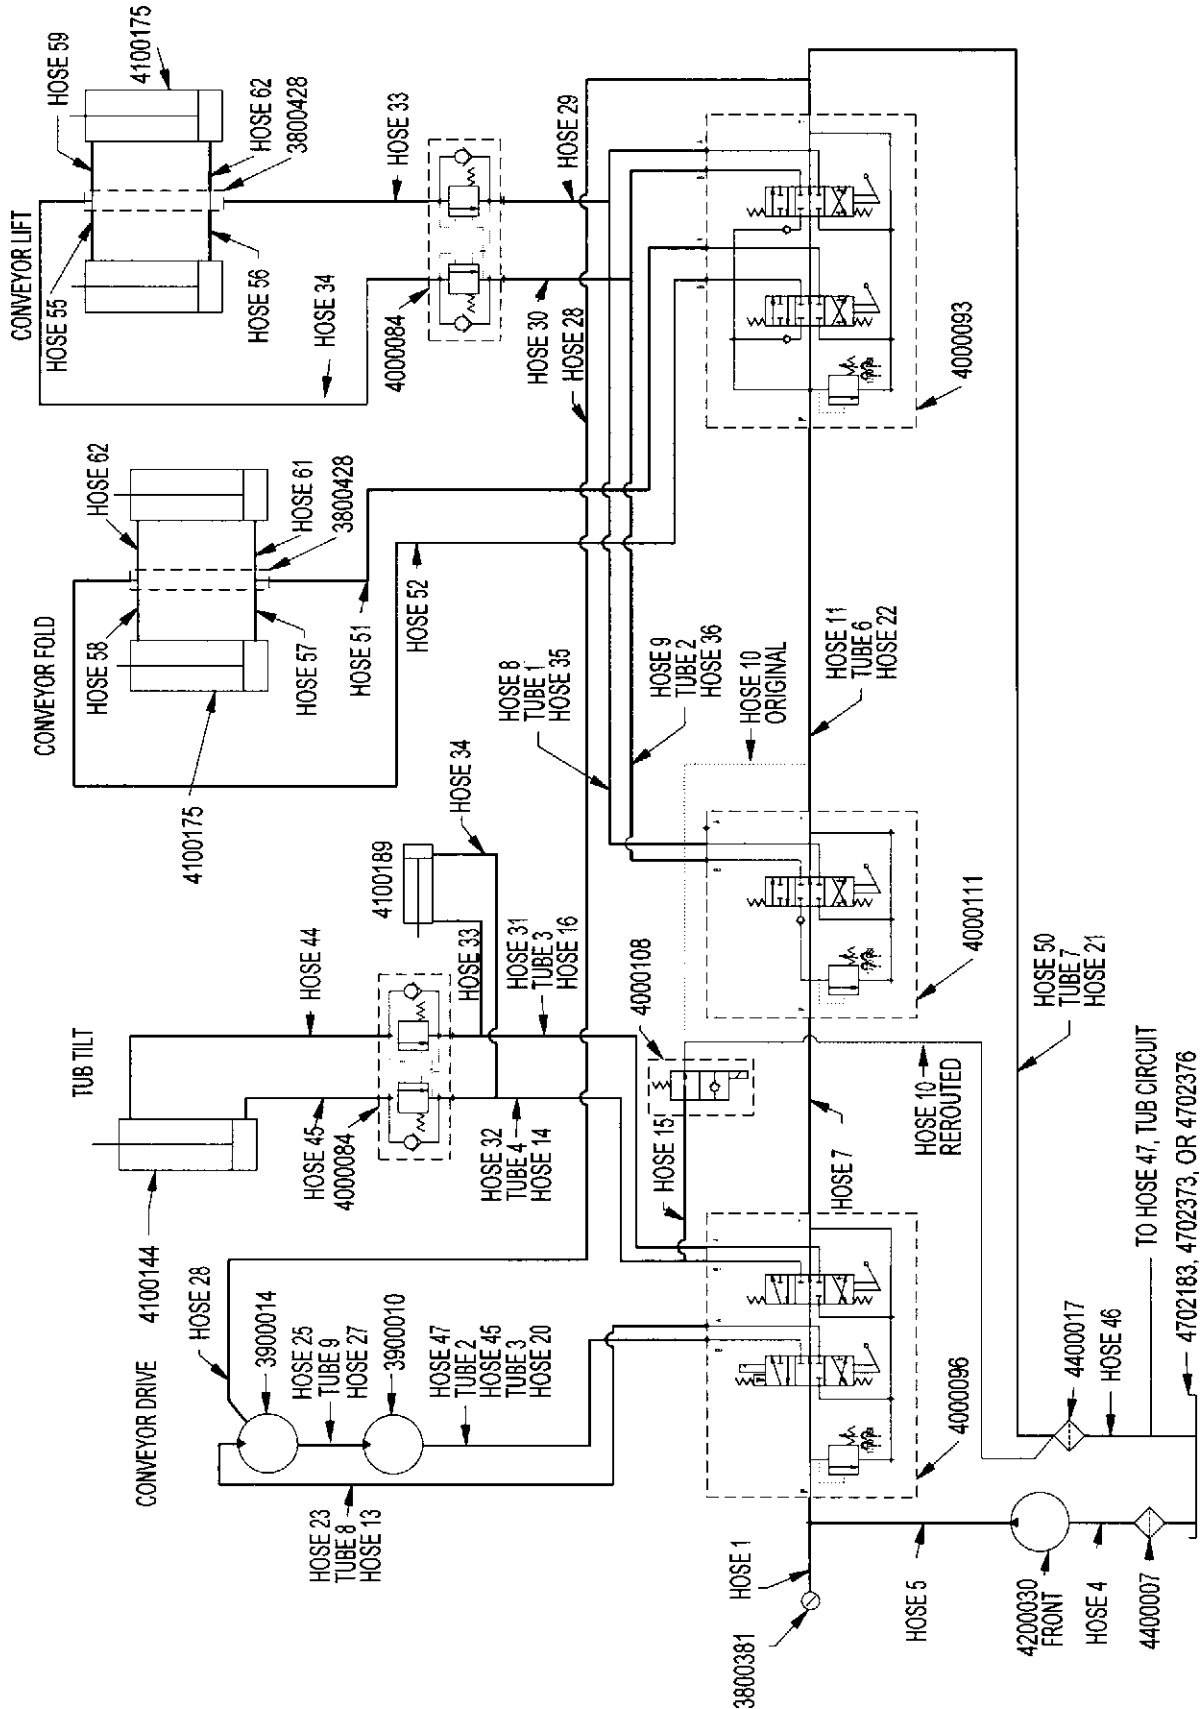 CONVEYOR DRIVE
HOSE 28
3900014
HOSE 25
TUBE 9
HOSE 27
3900010
HOSE 47
TUBE 2
HOSE 45
TUBE 3
HOSE 20
HOSE 23
TUBE 8
HOSE 13
TUB TILT
4100144
HOSE 44
HOSE 45
4000084
4100189
HOSE 34
HOSE 33
HOSE 31
TUBE 3
HOSE 16
HOSE 32
TUBE 4
HOSE 14
HOSE 15
4000108
CONVEYOR FOLD
4100175
HOSE 58
HOSE 62
HOSE 57
HOSE 61
3800428
HOSE 51
HOSE 52
CONVEYOR LIFT
HOSE 55
HOSE 59
4100175
HOSE 56
HOSE 62
3800428
HOSE 34
HOSE 33
4000084
HOSE 30
HOSE 29
HOSE 28
HOSE 8
TUBE 1
HOSE 35
HOSE 9
TUBE 2
HOSE 36
HOSE 10
ORIGINAL
HOSE 11
TUBE 6
HOSE 22
4000093
4000111
HOSE 7
HOSE 10
REROUTED
4000096
HOSE 1
3800381
HOSE 5
4200030
FRONT
HOSE 4
4400007
4400017
HOSE 46
HOSE 50
TUBE 7
HOSE 21
TO HOSE 47, TUB CIRCUIT
4702183, 4702373, OR 4702376